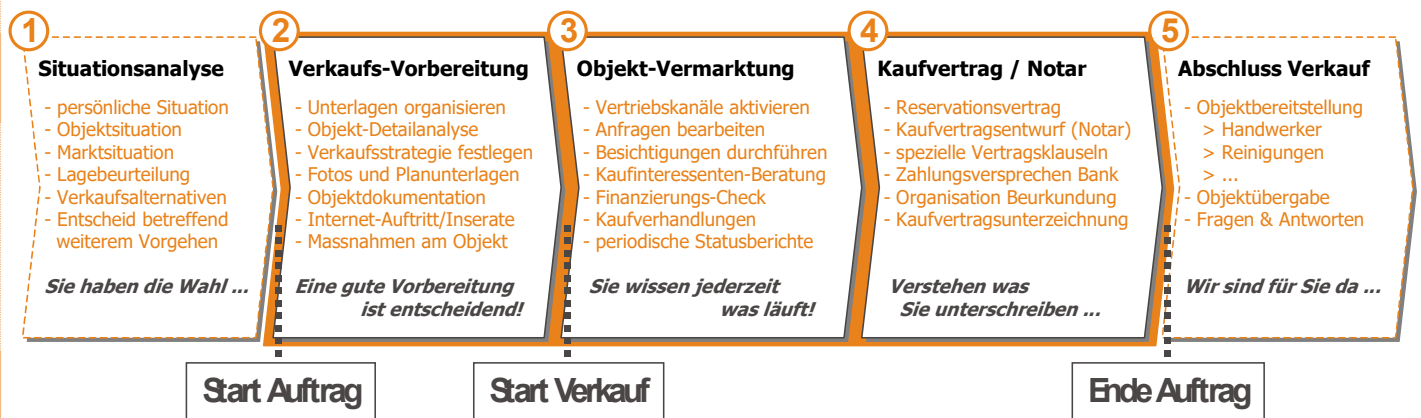 1
Situationsanalyse
- persönliche Situation
- Objektsituation
- Marktsituation
- Lagebeurteilung
- Verkaufsalternativen
- Entscheid betreffend
weiterem Vorgehen
Sie haben die Wahl ...
2
Verkaufs-Vorbereitung
- Unterlagen organisieren
- Objekt-Detailanalyse
- Verkaufsstrategie festlegen
- Fotos und Planunterlagen
- Objektdokumentation
- Internet-Auftritt/Inserate
- Massnahmen am Objekt
Eine gute Vorbereitung
ist entscheidend!
3
Objekt-Vermarktung
- Vertriebskanäle aktivieren
- Anfragen bearbeiten
- Besichtigungen durchführen
- Kaufinteressenten-Beratung
- Finanzierungs-Check
- Kaufverhandlungen
- periodische Statusberichte
Sie wissen jederzeit
was läuft!
4
Kaufvertrag / Notar
- Reservationsvertrag
- Kaufvertragsentwurf (Notar)
- spezielle Vertragsklauseln
- Zahlungsversprechen Bank
- Organisation Beurkundung
- Kaufvertragsunterzeichnung
Verstehen was
Sie unterschreiben ...
5
Abschluss Verkauf
- Objektbereitstellung
> Handwerker
> Reinigungen
> ...
- Objektübergabe
- Fragen & Antworten
Wir sind für Sie da ...
Start Auftrag
Start Verkauf
Ende Auftrag